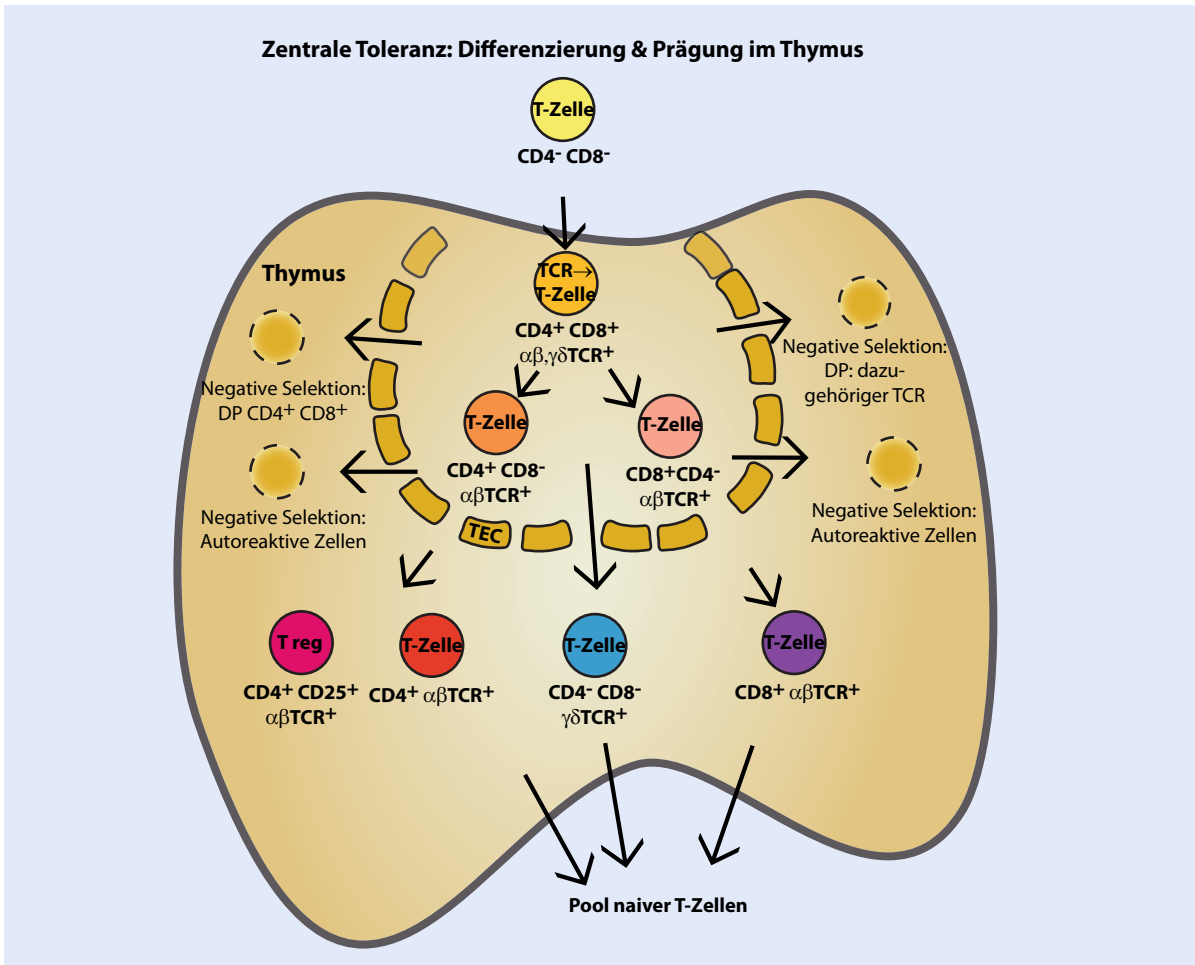 Zentrale Toleranz: Differenzierung & Prägung im Thymus
T-Zelle
CD4⁻ CD8⁻
Thymus
TCR→
T-Zelle
CD4⁺ CD8⁺
αβ,γδTCR⁺
Negative Selektion:
DP CD4⁺ CD8⁺
Negative Selektion:
DP: dazu-
gehöriger TCR
T-Zelle
CD4⁺ CD8⁻
αβTCR⁺
T-Zelle
CD8⁺CD4⁻
αβTCR⁺
Negative Selektion:
Autoreaktive Zellen
Negative Selektion:
Autoreaktive Zellen
TEC
T reg
CD4⁺ CD25⁺
αβTCR⁺
T-Zelle
CD4⁺ αβTCR⁺
T-Zelle
CD4⁻ CD8⁻
γδTCR⁺
T-Zelle
CD8⁺ αβTCR⁺
Pool naiver T-Zellen